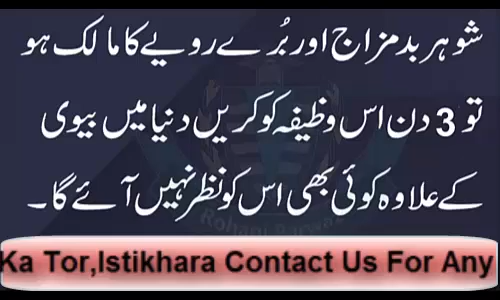 شوہر بدمزاج اور بُرے رویے کا مالک ہو
تو 3 دن اس وظیفہ کو کریں دنیا میں بیوی
کے علاوہ کوئی بھی اس کو نظر نہیں آئے گا۔
Rohani
Ka Tor,Istikhara Contact Us For Any